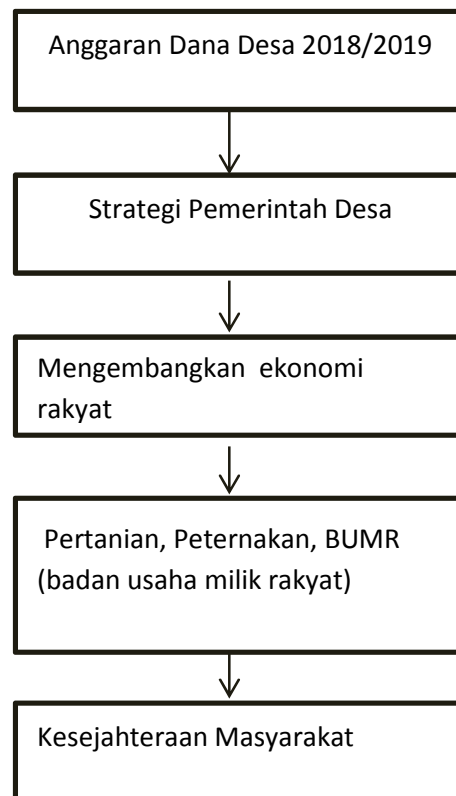 Anggaran Dana Desa 2018/2019
Strategi Pemerintah Desa
Mengembangkan ekonomi
rakyat
Pertanian, Peternakan, BUMR
(badan usaha milik rakyat)
Kesejahteraan Masyarakat